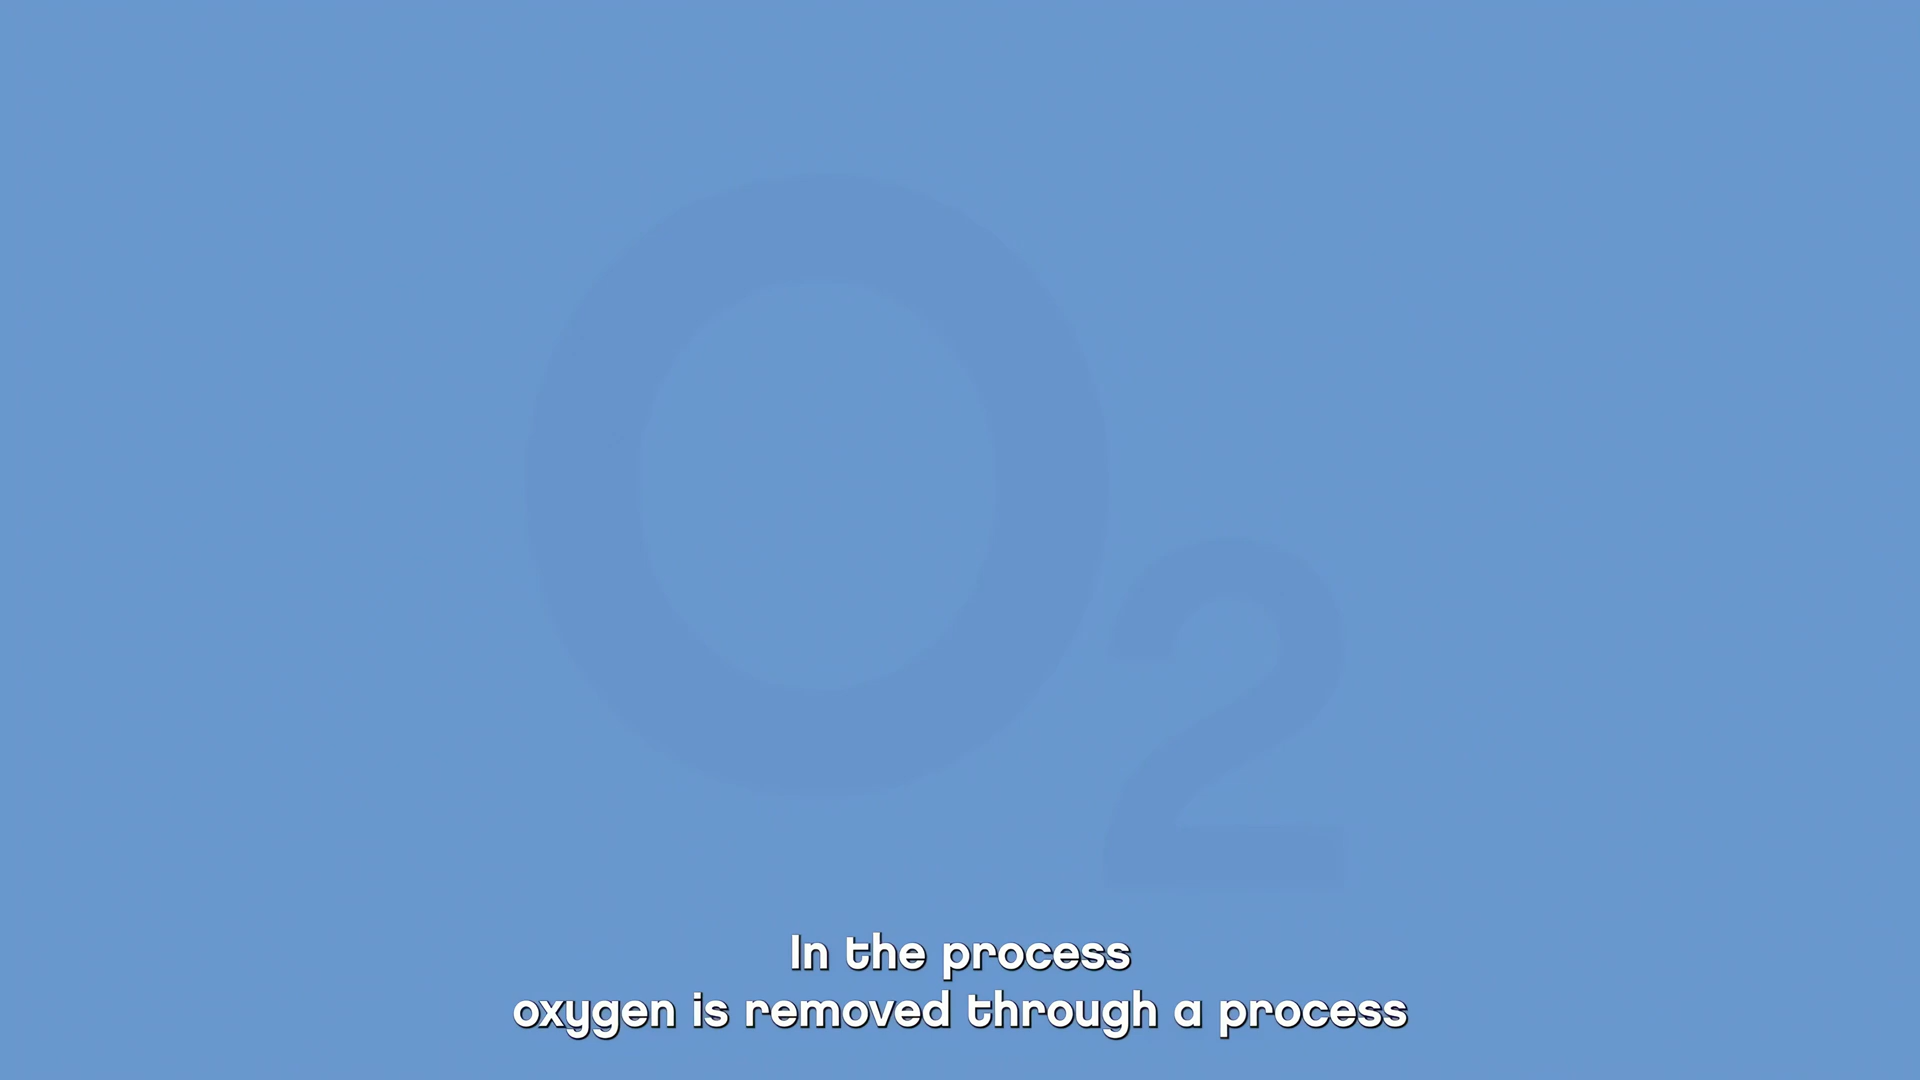 O2
In the process
oxygen is removed through a process